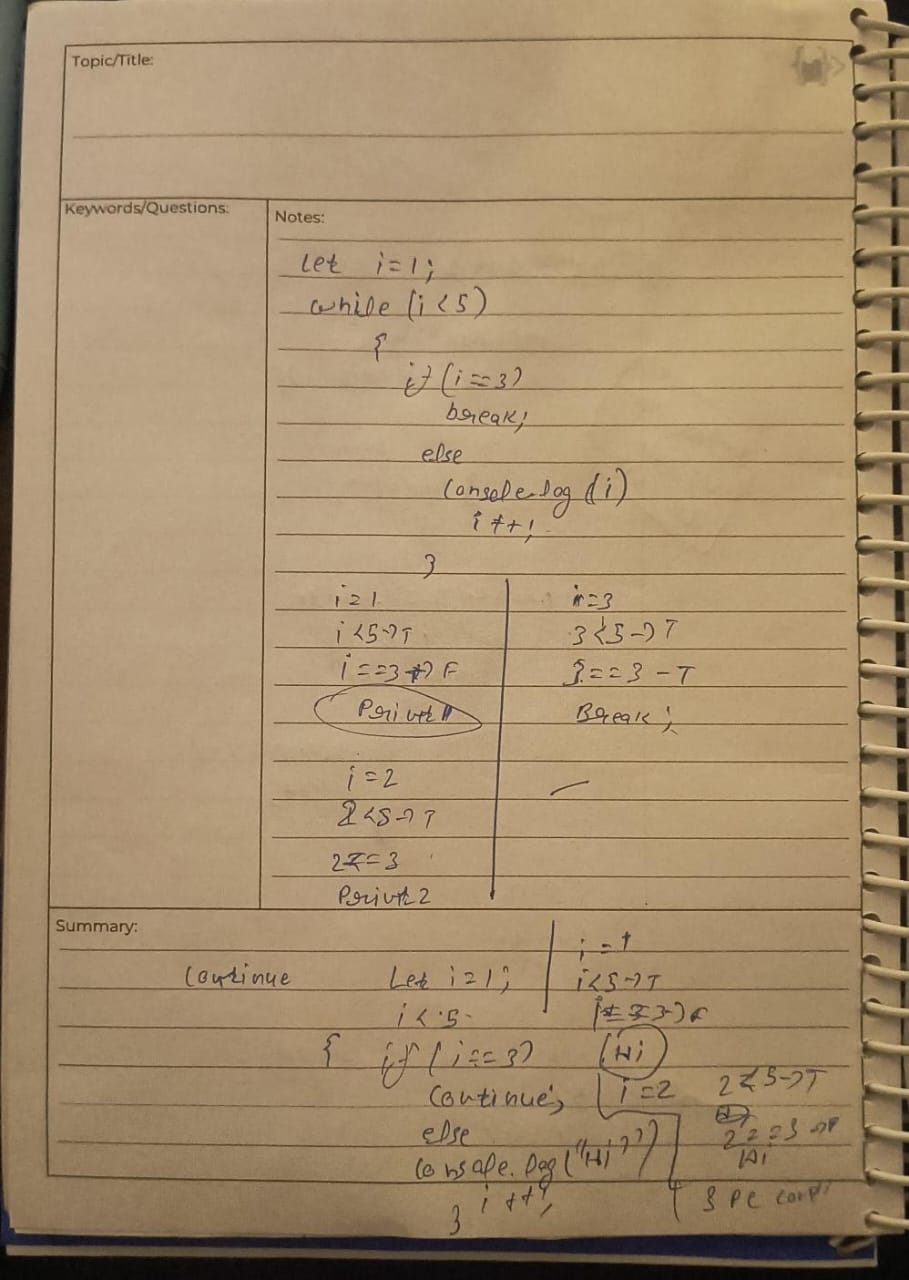 Topic/Title:
Keywords/Questions:
Notes:
Let i=1;
while (i<5)
{
if (i==3)
break;
else
console.log (i)
i++;
}
i=1
i<5→T
i==3→F
Print 1
i=2
2<5→T
2==3
Print 2
i=3
3<5→T
3==3-T
Break;
Summary:
Continue
Let i=1;
i<5
{ if (i==3)
Continue;
else
console.log("Hi")
i++;
}
i=1
i<5→T
Hi
i=2
2<5→T
2==3
Hi
3 pe conti